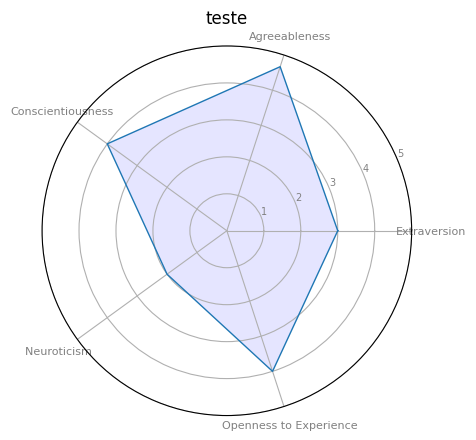 teste
Agreeableness
Conscientiousness
5
4
3
2
1
Extraversion
Neuroticism
Openness to Experience